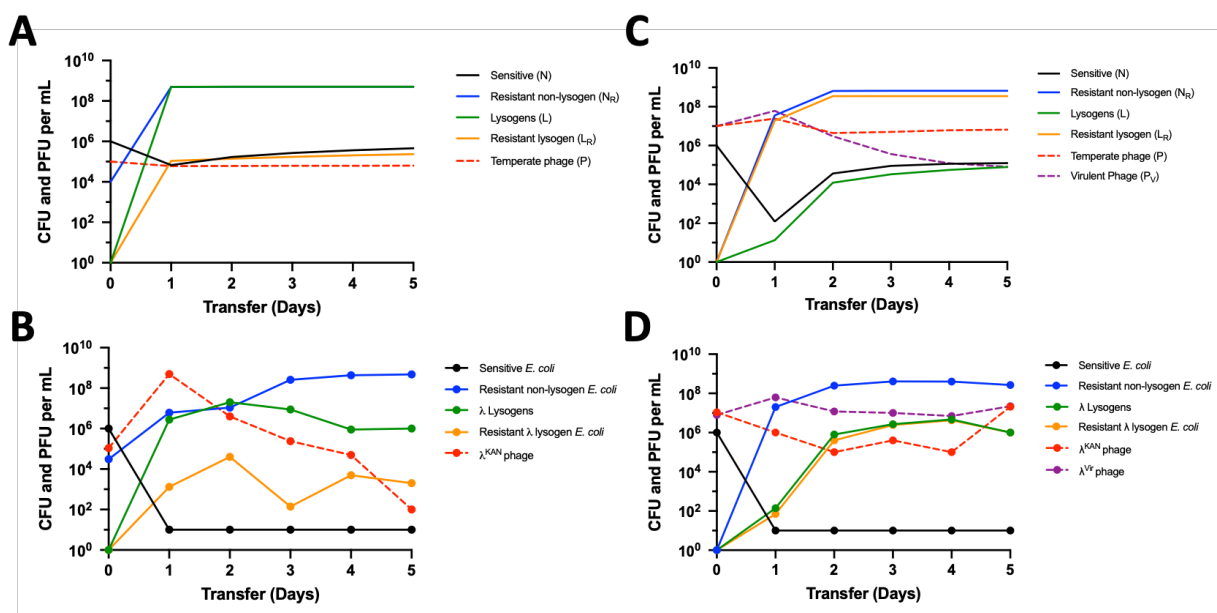 A
CFU and PFU per mL
10^10
10^8
10^6
10^4
10^2
10^0
0 1 2 3 4 5
Transfer (Days)
Sensitive (N)
Resistant non-lysogen (N_R)
Lysogens (L)
Resistant lysogen (L_R)
Temperate phage (P)
C
CFU and PFU per mL
10^10
10^8
10^6
10^4
10^2
10^0
0 1 2 3 4 5
Transfer (Days)
Sensitive (N)
Resistant non-lysogen (N_R)
Lysogens (L)
Resistant lysogen (L_R)
Temperate phage (P)
Virulent Phage (P_V)
B
CFU and PFU per mL
10^10
10^8
10^6
10^4
10^2
10^0
0 1 2 3 4 5
Transfer (Days)
Sensitive E. coli
Resistant non-lysogen E. coli
λ Lysogens
Resistant λ lysogen E. coli
λ^KAN phage
D
CFU and PFU per mL
10^10
10^8
10^6
10^4
10^2
10^0
0 1 2 3 4 5
Transfer (Days)
Sensitive E. coli
Resistant non-lysogen E. coli
λ Lysogens
Resistant λ lysogen E. coli
λ^KAN phage
λ^Vir phage